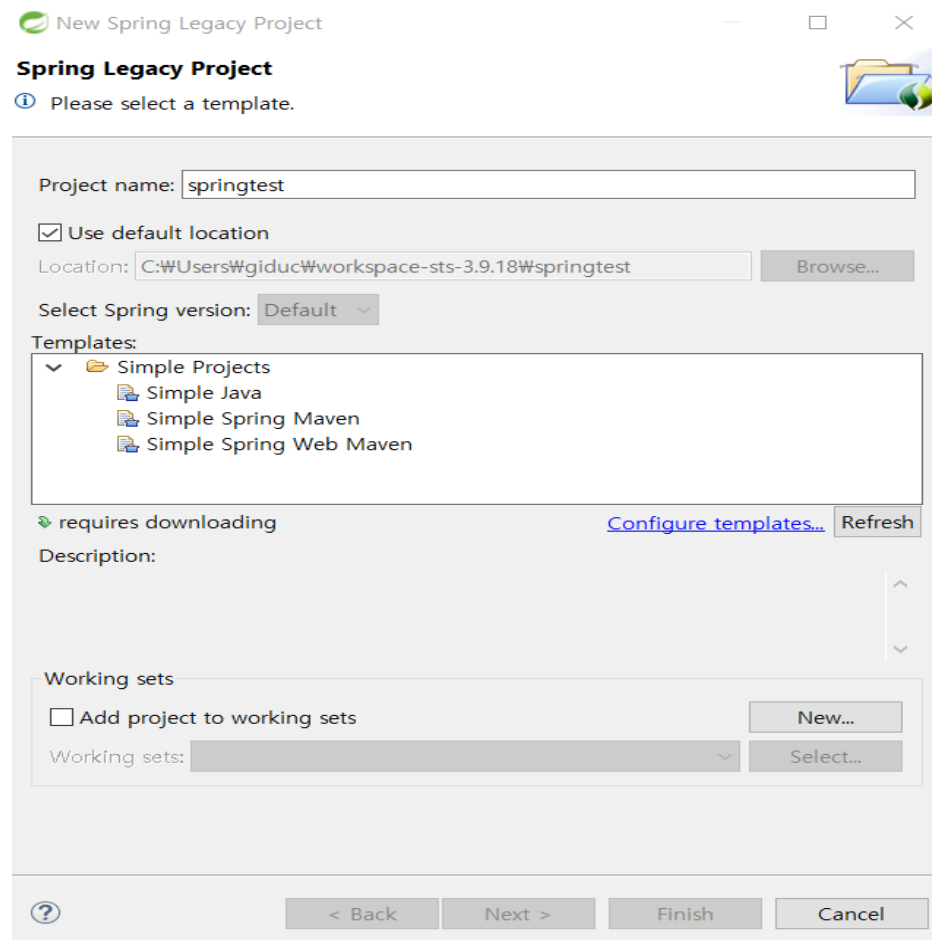 New Spring Legacy Project
Spring Legacy Project
Please select a template.
Project name: springtest
Use default location
Location: C:₩Users₩giduc₩workspace-sts-3.9.18₩springtest Browse...
Select Spring version: Default
Templates:
Simple Projects
Simple Java
Simple Spring Maven
Simple Spring Web Maven
requires downloading Configure templates... Refresh
Description:
Working sets
Add project to working sets New...
Working sets: Select...
? < Back Next > Finish Cancel